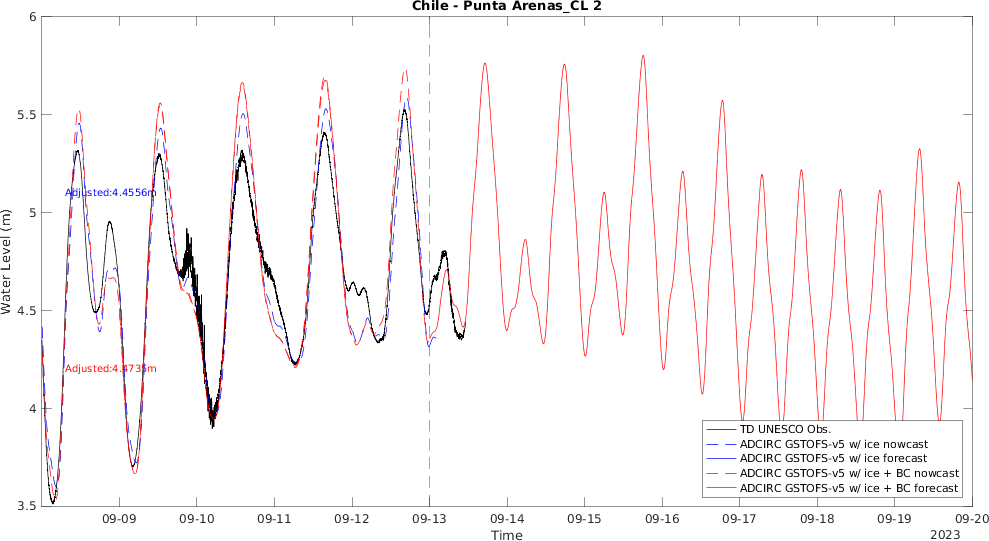 Chile - Punta Arenas_CL 2
6
5.5
5
4.5
4
3.5
Water Level (m)
Adjusted:4.4556m
Adjusted:4.4735m
TD UNESCO Obs.
ADCIRC GSTOFS-v5 w/ ice nowcast
ADCIRC GSTOFS-v5 w/ ice forecast
ADCIRC GSTOFS-v5 w/ ice + BC nowcast
ADCIRC GSTOFS-v5 w/ ice + BC forecast
09-09 09-10 09-11 09-12 09-13 09-14 09-15 09-16 09-17 09-18 09-19 09-20
Time
2023